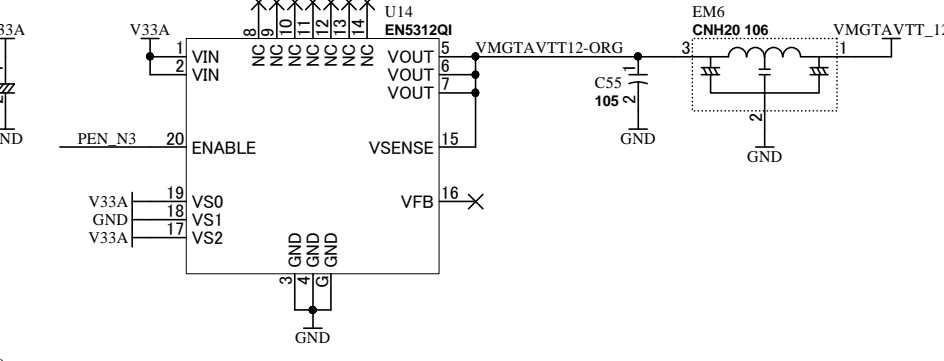 33A
ND
V33A
PEN_N3
V33A
GND
V33A
8
9
10
11
12
13
14
NC
NC
NC
NC
NC
NC
NC
U14
EN5312QI
1
VIN
2
VIN
20
ENABLE
19
VS0
18
VS1
17
VS2
VOUT
5
VOUT
6
VOUT
7
VSENSE
15
VFB
16
GND
GND
GND
3
4
G
GND
VMGTAVTT12-ORG
C55
105
1
2
GND
EM6
CNH20 106
3
1
2
GND
VMGTAVTT_12